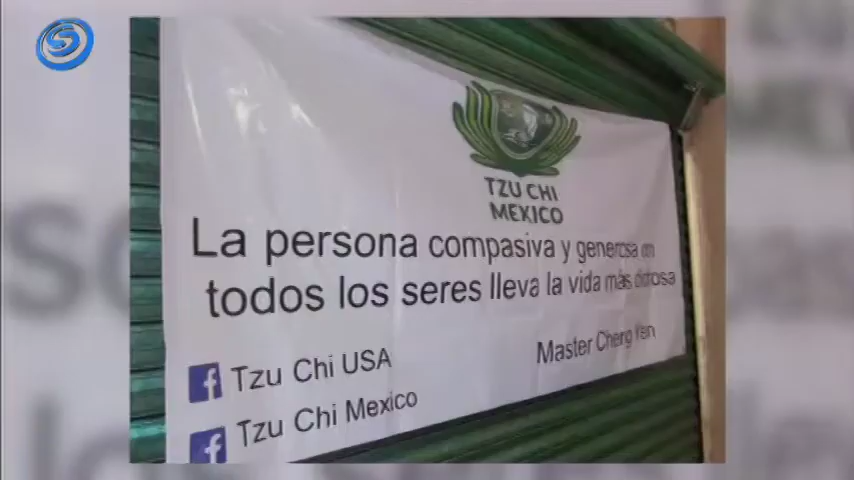 TZU CHI
MEXICO
La persona compasiva y generosa con
todos los seres lleva la vida más dichosa
Master Cheng Yen
Tzu Chi USA
Tzu Chi Mexico